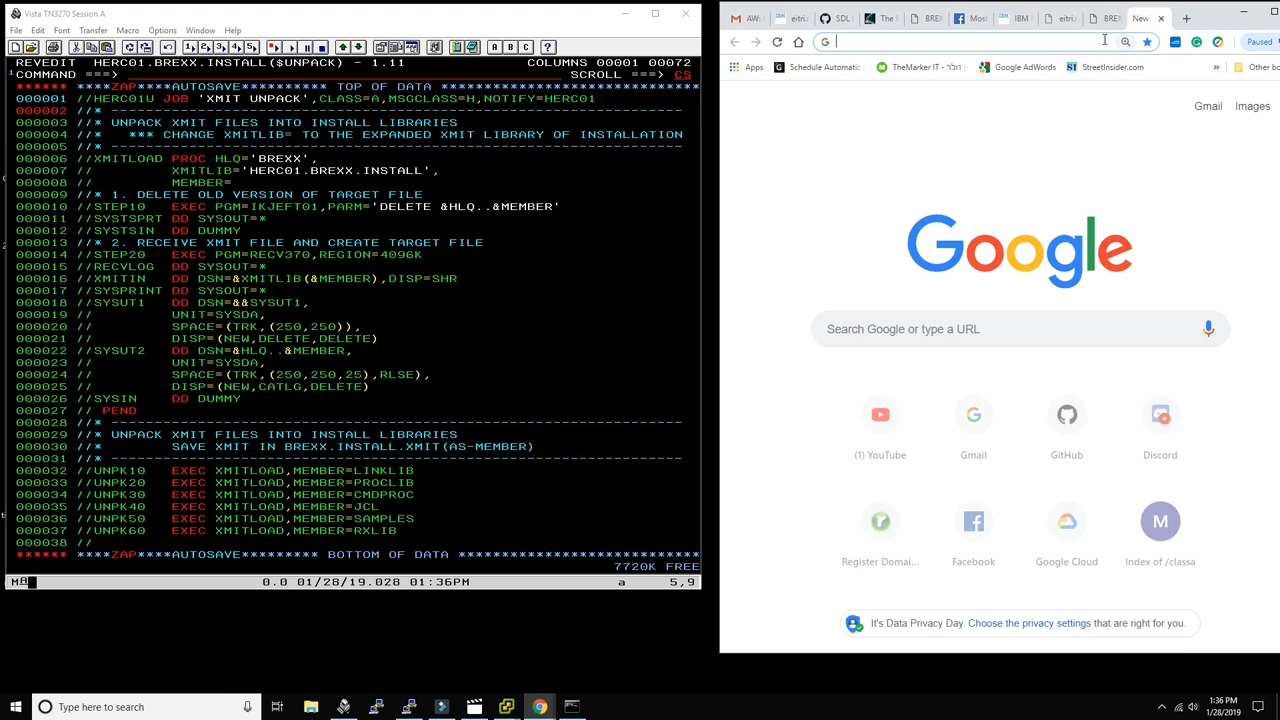 Vista TN3270 Session A
File Edit Font Transfer Macro Options Window Help
REVEDIT HERC01.BREXX.INSTALL($UNPACK) - 1.11 COLUMNS 00001 00072
COMMAND ===> SCROLL ===> CS
****** ****ZAP****AUTOSAVE********** TOP OF DATA ************************************
000001 //HERC01U JOB 'XMIT UNPACK',CLASS=A,MSGCLASS=H,NOTIFY=HERC01
000002 //* ------------------------------------------------------------------
000003 //* UNPACK XMIT FILES INTO INSTALL LIBRARIES
000004 //* *** CHANGE XMITLIB= TO THE EXPANDED XMIT LIBRARY OF INSTALLATION
000005 //* ------------------------------------------------------------------
000006 //XMITLOAD PROC HLQ='BREXX',
000007 // XMITLIB='HERC01.BREXX.INSTALL',
000008 // MEMBER=
000009 //* 1. DELETE OLD VERSION OF TARGET FILE
000010 //STEP10 EXEC PGM=IKJEFT01,PARM='DELETE &HLQ..&MEMBER'
000011 //SYSTSPRT DD SYSOUT=*
000012 //SYSTSIN DD DUMMY
000013 //* 2. RECEIVE XMIT FILE AND CREATE TARGET FILE
000014 //STEP20 EXEC PGM=RECV370,REGION=4096K
000015 //RECVLOG DD SYSOUT=*
000016 //XMITIN DD DSN=&XMITLIB(&MEMBER),DISP=SHR
000017 //SYSPRINT DD SYSOUT=*
000018 //SYSUT1 DD DSN=&&SYSUT1,
000019 // UNIT=SYSDA,
000020 // SPACE=(TRK,(250,250)),
000021 // DISP=(NEW,DELETE,DELETE)
000022 //SYSUT2 DD DSN=&HLQ..&MEMBER,
000023 // UNIT=SYSDA,
000024 // SPACE=(TRK,(250,250,25),RLSE),
000025 // DISP=(NEW,CATLG,DELETE)
000026 //SYSIN DD DUMMY
000027 // PEND
000028 //* ------------------------------------------------------------------
000029 //* UNPACK XMIT FILES INTO INSTALL LIBRARIES
000030 //* SAVE XMIT IN BREXX.INSTALL.XMIT(AS-MEMBER)
000031 //* ------------------------------------------------------------------
000032 //UNPK10 EXEC XMITLOAD,MEMBER=LINKLIB
000033 //UNPK20 EXEC XMITLOAD,MEMBER=PROCLIB
000034 //UNPK30 EXEC XMITLOAD,MEMBER=CMDPROC
000035 //UNPK40 EXEC XMITLOAD,MEMBER=JCL
000036 //UNPK50 EXEC XMITLOAD,MEMBER=SAMPLES
000037 //UNPK60 EXEC XMITLOAD,MEMBER=RXLIB
000038 //
****** ****ZAP****AUTOSAVE********* BOTTOM OF DATA **********************************
7720K FREE
0.0 01/28/19.028 01:36PM a 5,9
AW: eitri. SDL The BREX Mos IBM eitri. BREX New
Paused
Apps Schedule Automatic TheMarker IT - הדולר Google AdWords StreetInsider.com » Other bo
Gmail Images
Google
Search Google or type a URL
(1) YouTube Gmail GitHub Discord
Register Domai... Facebook Google Cloud Index of /classa
It's Data Privacy Day. Choose the privacy settings that are right for you.
Type here to search
1:36 PM
1/28/2019